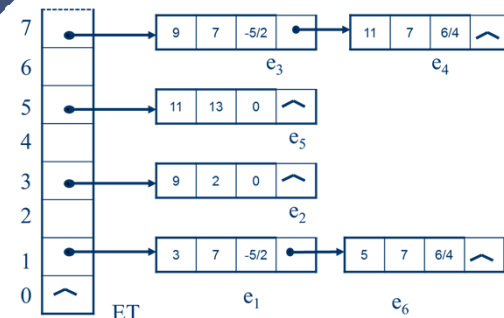 7 9 7 -5/2 11 7 6/4 ^
e₃ e₄
6
5 11 13 0 ^
e₅
4
3 9 2 0 ^
e₂
2
1 3 7 -5/2 5 7 6/4 ^
e₁ e₆
0 ^
ET